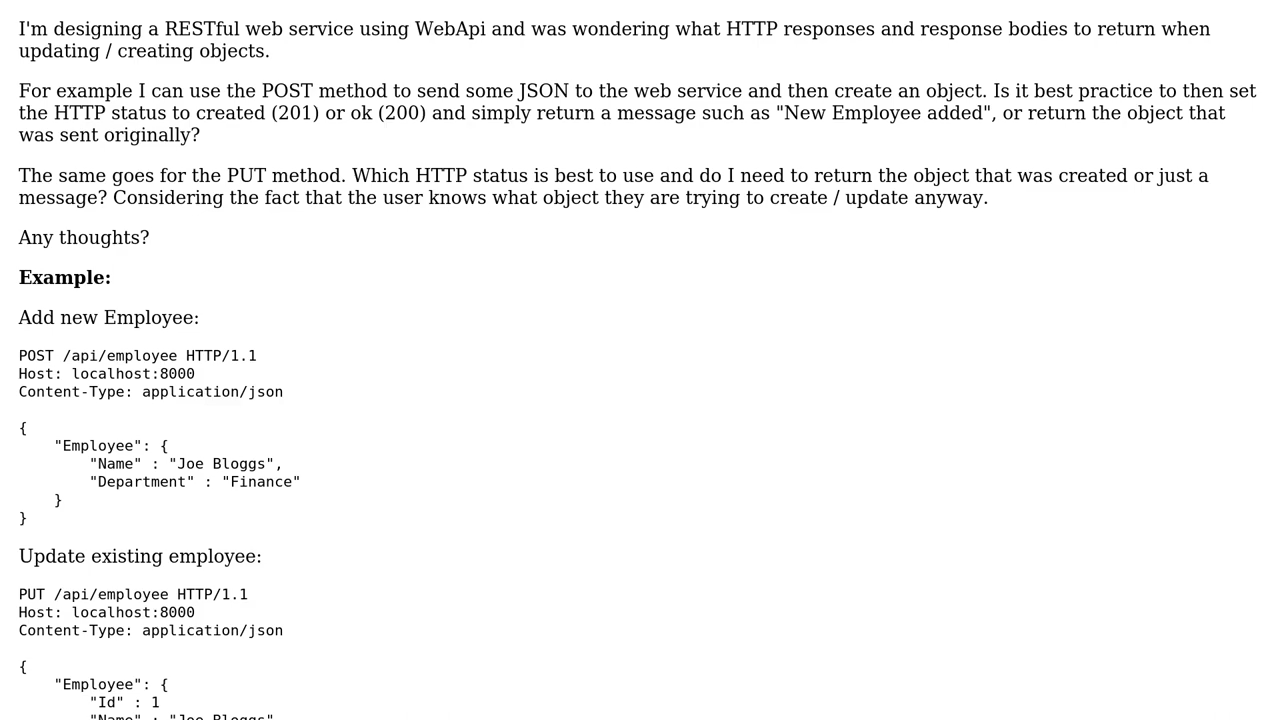 I'm designing a RESTful web service using WebApi and was wondering what HTTP responses and response bodies to return when
updating / creating objects.
For example I can use the POST method to send some JSON to the web service and then create an object. Is it best practice to then set
the HTTP status to created (201) or ok (200) and simply return a message such as "New Employee added", or return the object that
was sent originally?
The same goes for the PUT method. Which HTTP status is best to use and do I need to return the object that was created or just a
message? Considering the fact that the user knows what object they are trying to create / update anyway.
Any thoughts?
Example:
Add new Employee:
POST /api/employee HTTP/1.1
Host: localhost:8000
Content-Type: application/json
{
    "Employee": {
        "Name" : "Joe Bloggs",
        "Department" : "Finance"
    }
}
Update existing employee:
PUT /api/employee HTTP/1.1
Host: localhost:8000
Content-Type: application/json
{
    "Employee": {
        "Id" : 1
        "Name" : "Joe Bloggs"